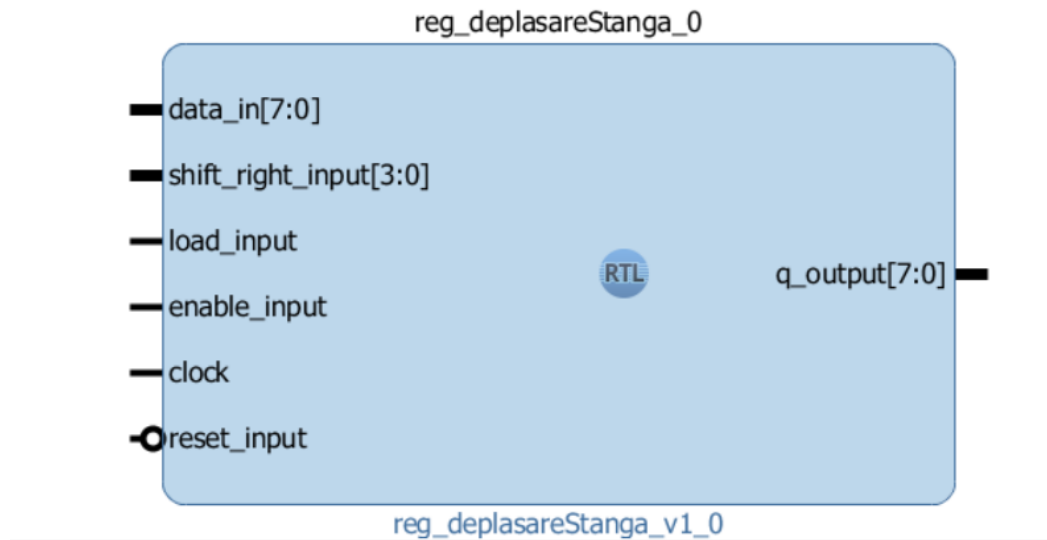 reg_deplasareStanga_0
data_in[7:0]
shift_right_input[3:0]
load_input
RTL
q_output[7:0]
enable_input
clock
reset_input
reg_deplasareStanga_v1_0